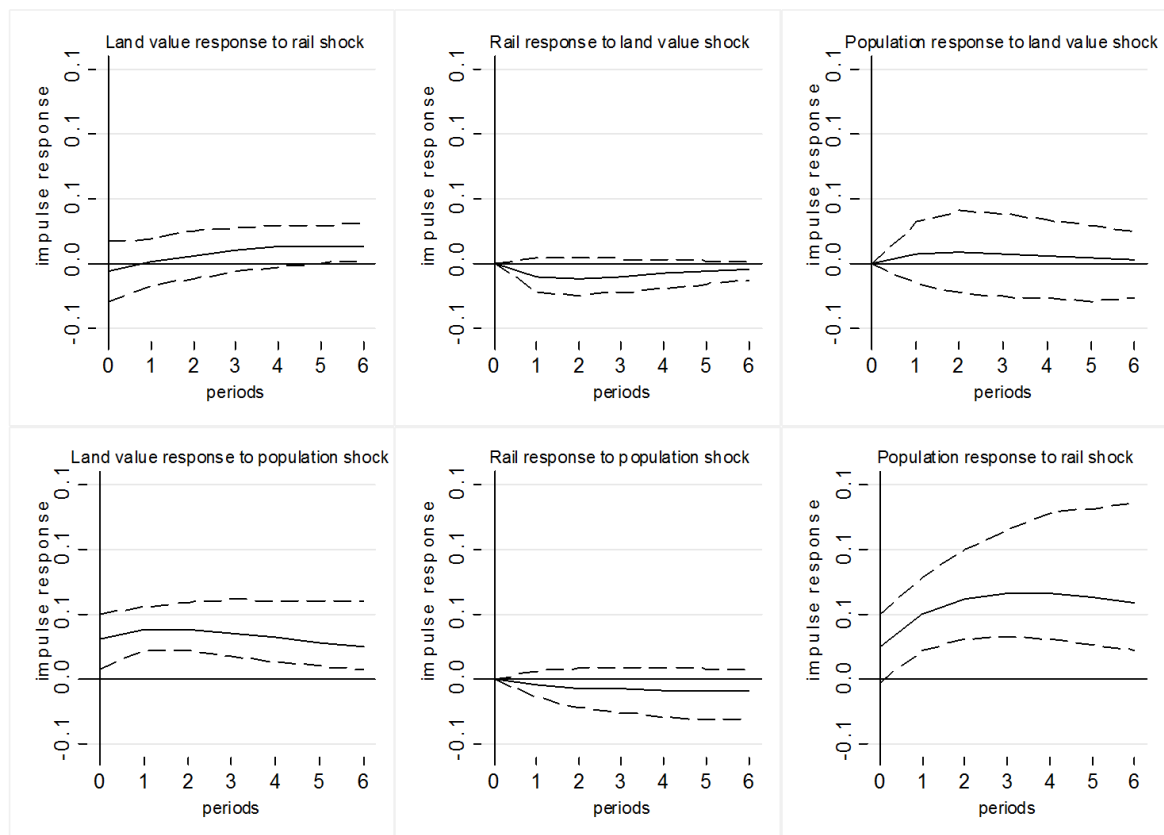 Land value response to rail shock
impulse response
0.1
0.1
0.1
0.0
-0.1
0 1 2 3 4 5 6
periods
Rail response to land value shock
impulse response
0.1
0.1
0.1
0.0
-0.1
0 1 2 3 4 5 6
periods
Population response to land value shock
impulse response
0.1
0.1
0.1
0.0
-0.1
0 1 2 3 4 5 6
periods
Land value response to population shock
impulse response
0.1
0.1
0.1
0.0
-0.1
0 1 2 3 4 5 6
periods
Rail response to population shock
impulse response
0.1
0.1
0.1
0.0
-0.1
0 1 2 3 4 5 6
periods
Population response to rail shock
impulse response
0.1
0.1
0.1
0.0
-0.1
0 1 2 3 4 5 6
periods